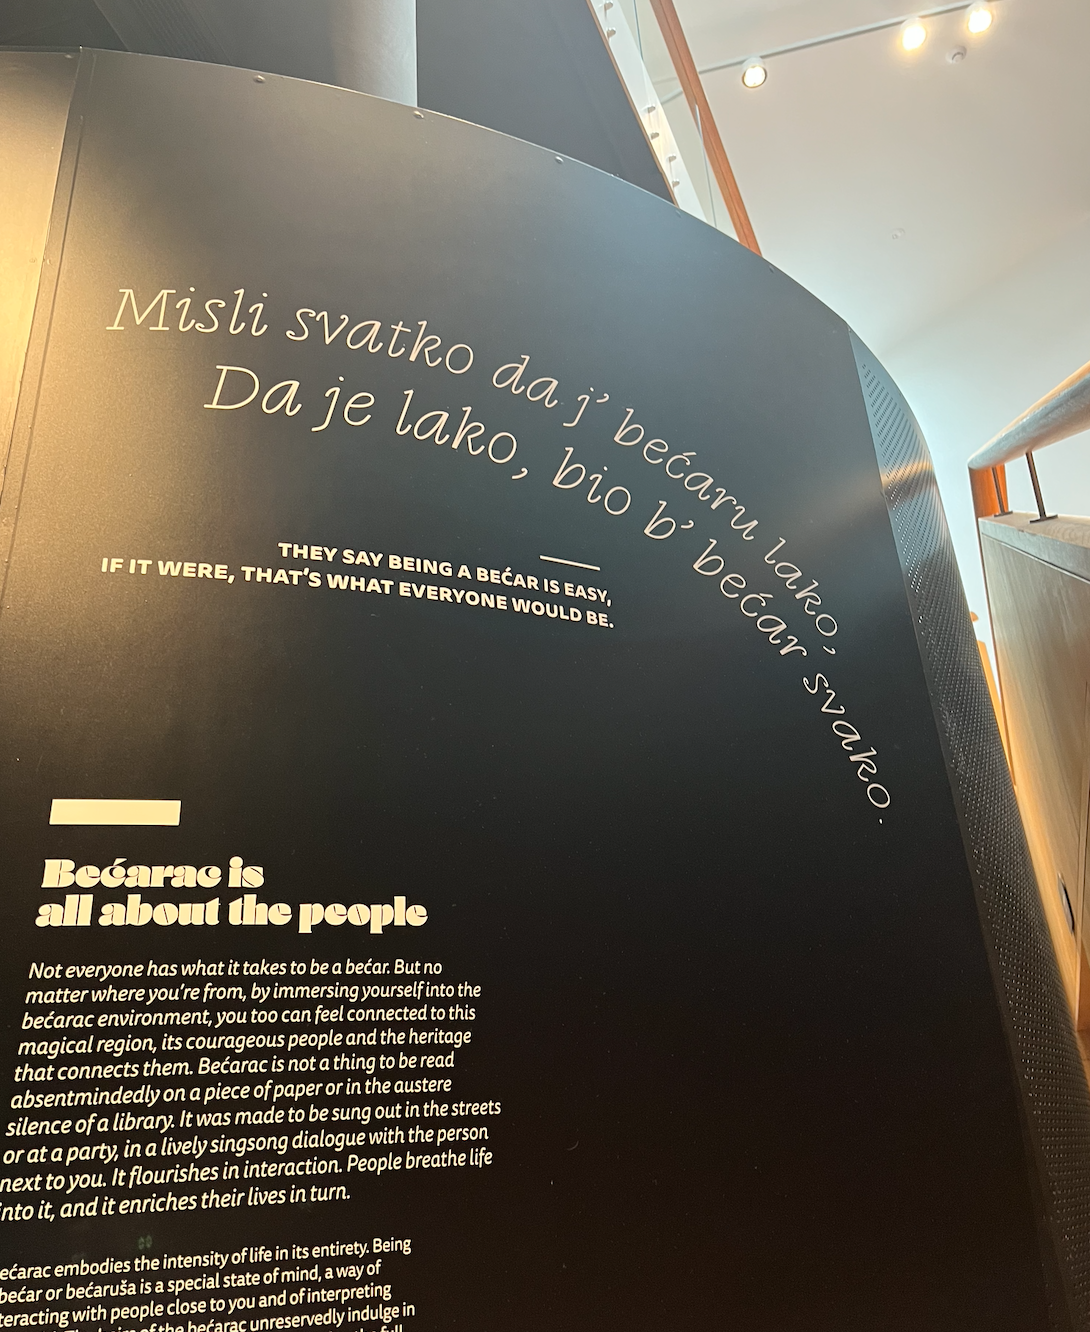 Misli svatko da j' bećaru lako,
Da je lako, bio b' bećar svako.
THEY SAY BEING A BEĆAR IS EASY,
IF IT WERE, THAT'S WHAT EVERYONE WOULD BE.
Bećarac is
all about the people
Not everyone has what it takes to be a bećar. But no
matter where you're from, by immersing yourself into the
bećarac environment, you too can feel connected to this
magical region, its courageous people and the heritage
that connects them. Bećarac is not a thing to be read
absentmindedly on a piece of paper or in the austere
silence of a library. It was made to be sung out in the streets
or at a party, in a lively singsong dialogue with the person
next to you. It flourishes in interaction. People breathe life
into it, and it enriches their lives in turn.
ećarac embodies the intensity of life in its entirety. Being
bećar or bećaruša is a special state of mind, a way of
teracting with people close to you and of interpreting
of the bećarac unreservedly indulge in
the full